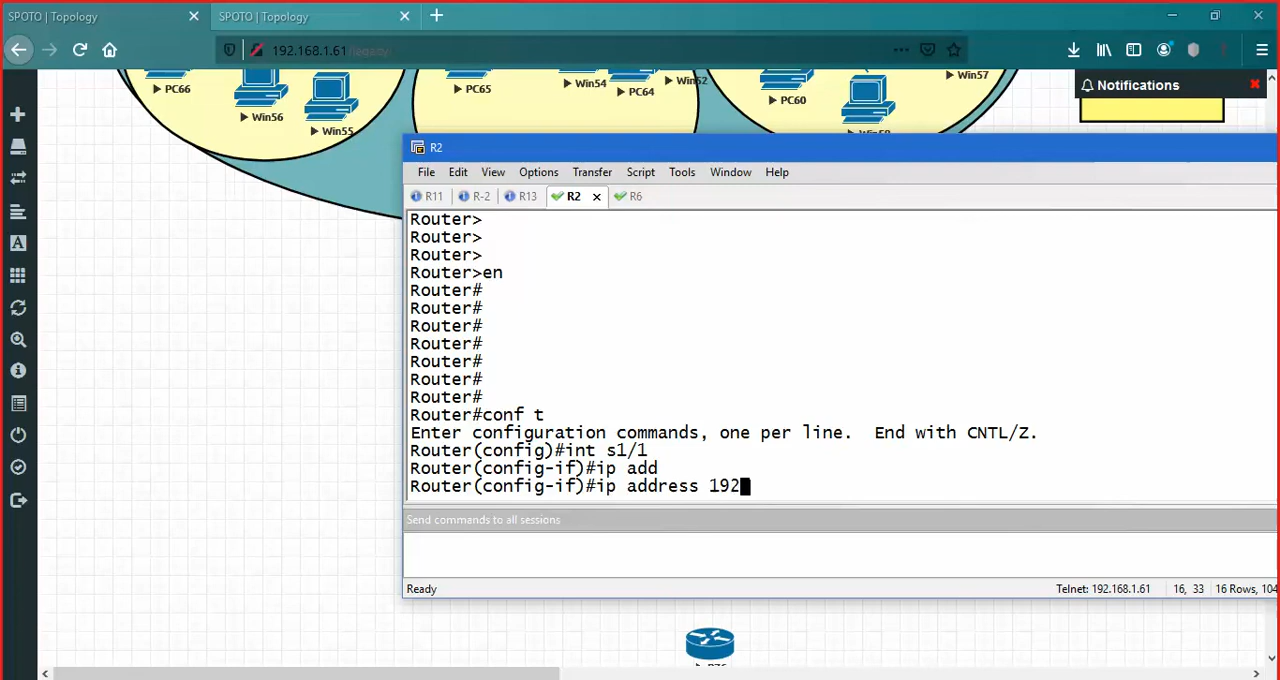 SPOTO | Topology
SPOTO | Topology
192.168.1.61/legacy/
PC66
Win56
Win55
PC65
Win54
PC64
Win52
PC60
Win57
Notifications
R2
File Edit View Options Transfer Script Tools Window Help
R11 R-2 R13 R2 R6
Router>
Router>
Router>
Router>en
Router#
Router#
Router#
Router#
Router#
Router#
Router#
Router#conf t
Enter configuration commands, one per line.  End with CNTL/Z.
Router(config)#int s1/1
Router(config-if)#ip add
Router(config-if)#ip address 192
Send commands to all sessions
Ready
Telnet: 192.168.1.61 16, 33 16 Rows, 104